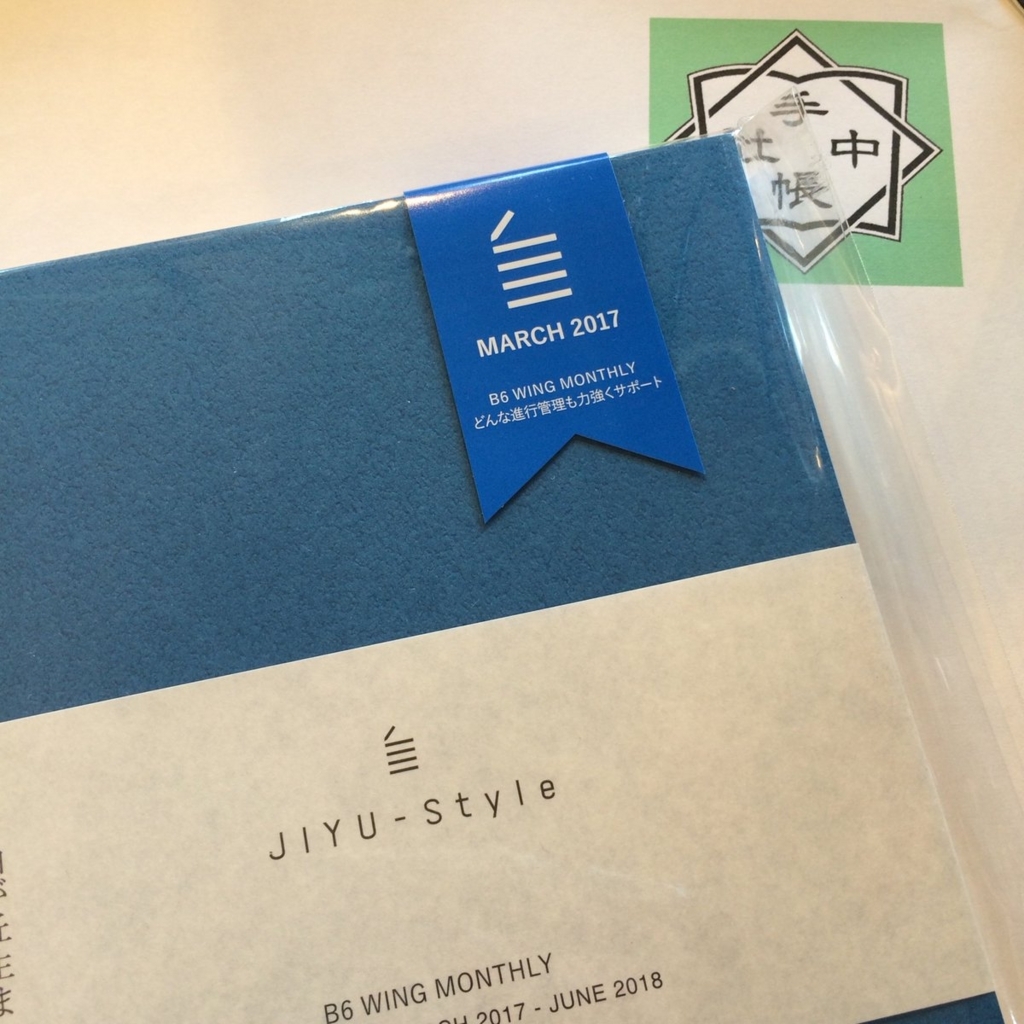 手
中
帳
MARCH 2017
B6 WING MONTHLY
どんな進行管理も力強くサポート
JIYU-Style
B6 WING MONTHLY
2017 - JUNE 2018